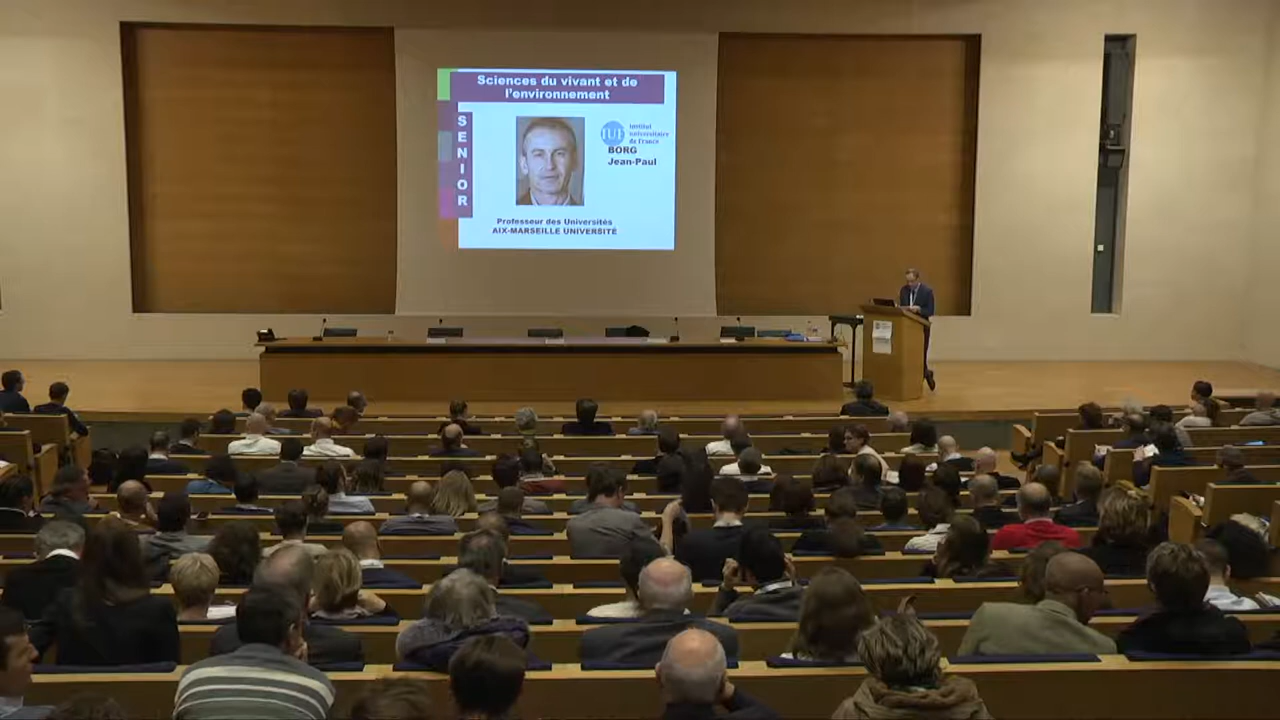 Sciences du vivant et de
l'environnement
SENIOR
IUF
institut
universitaire
de France
BORG
Jean-Paul
Professeur des Universités
AIX-MARSEILLE UNIVERSITÉ